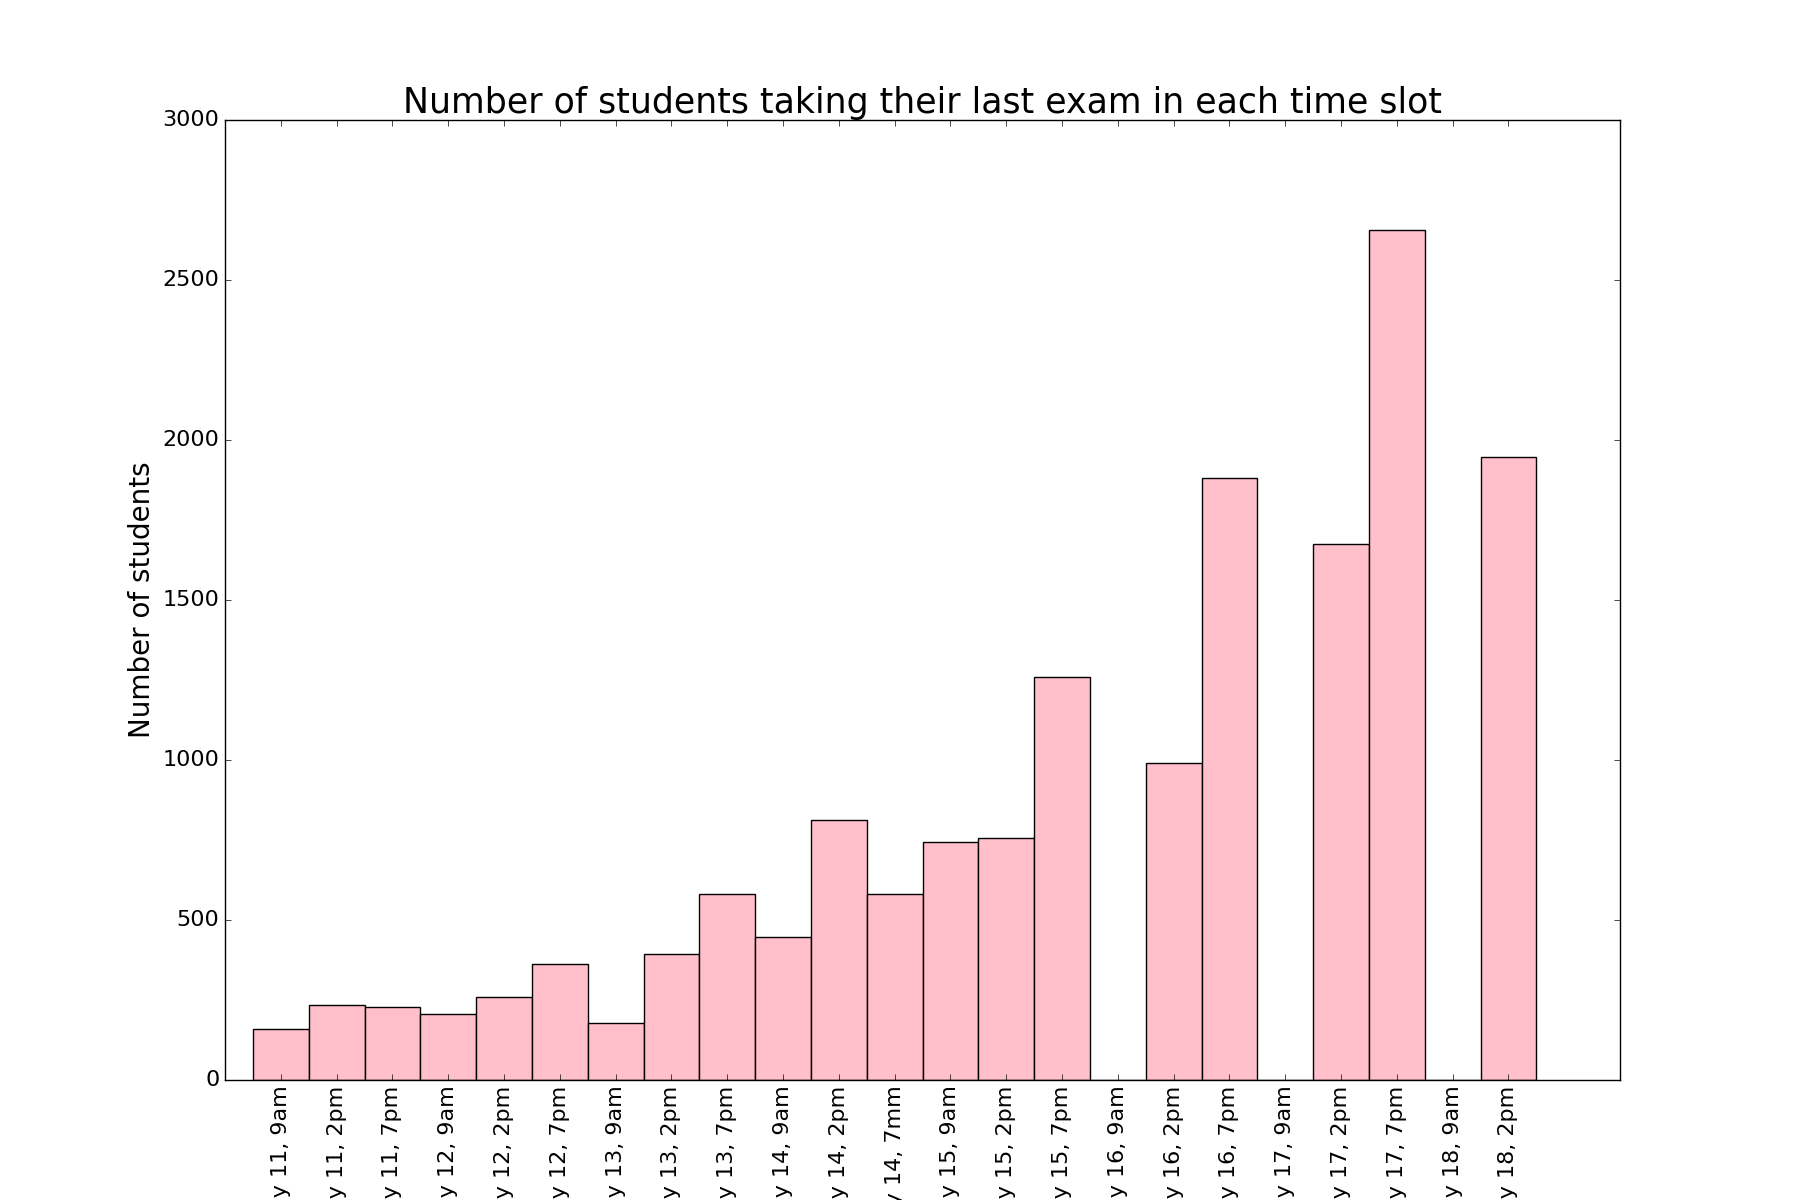 Number of students taking their last exam in each time slot
Number of students
3000
2500
2000
1500
1000
500
0
y 11, 9am
y 11, 2pm
y 11, 7pm
y 12, 9am
y 12, 2pm
y 12, 7pm
y 13, 9am
y 13, 2pm
y 13, 7pm
y 14, 9am
y 14, 2pm
y 14, 7mm
y 15, 9am
y 15, 2pm
y 15, 7pm
y 16, 9am
y 16, 2pm
y 16, 7pm
y 17, 9am
y 17, 2pm
y 17, 7pm
y 18, 9am
y 18, 2pm